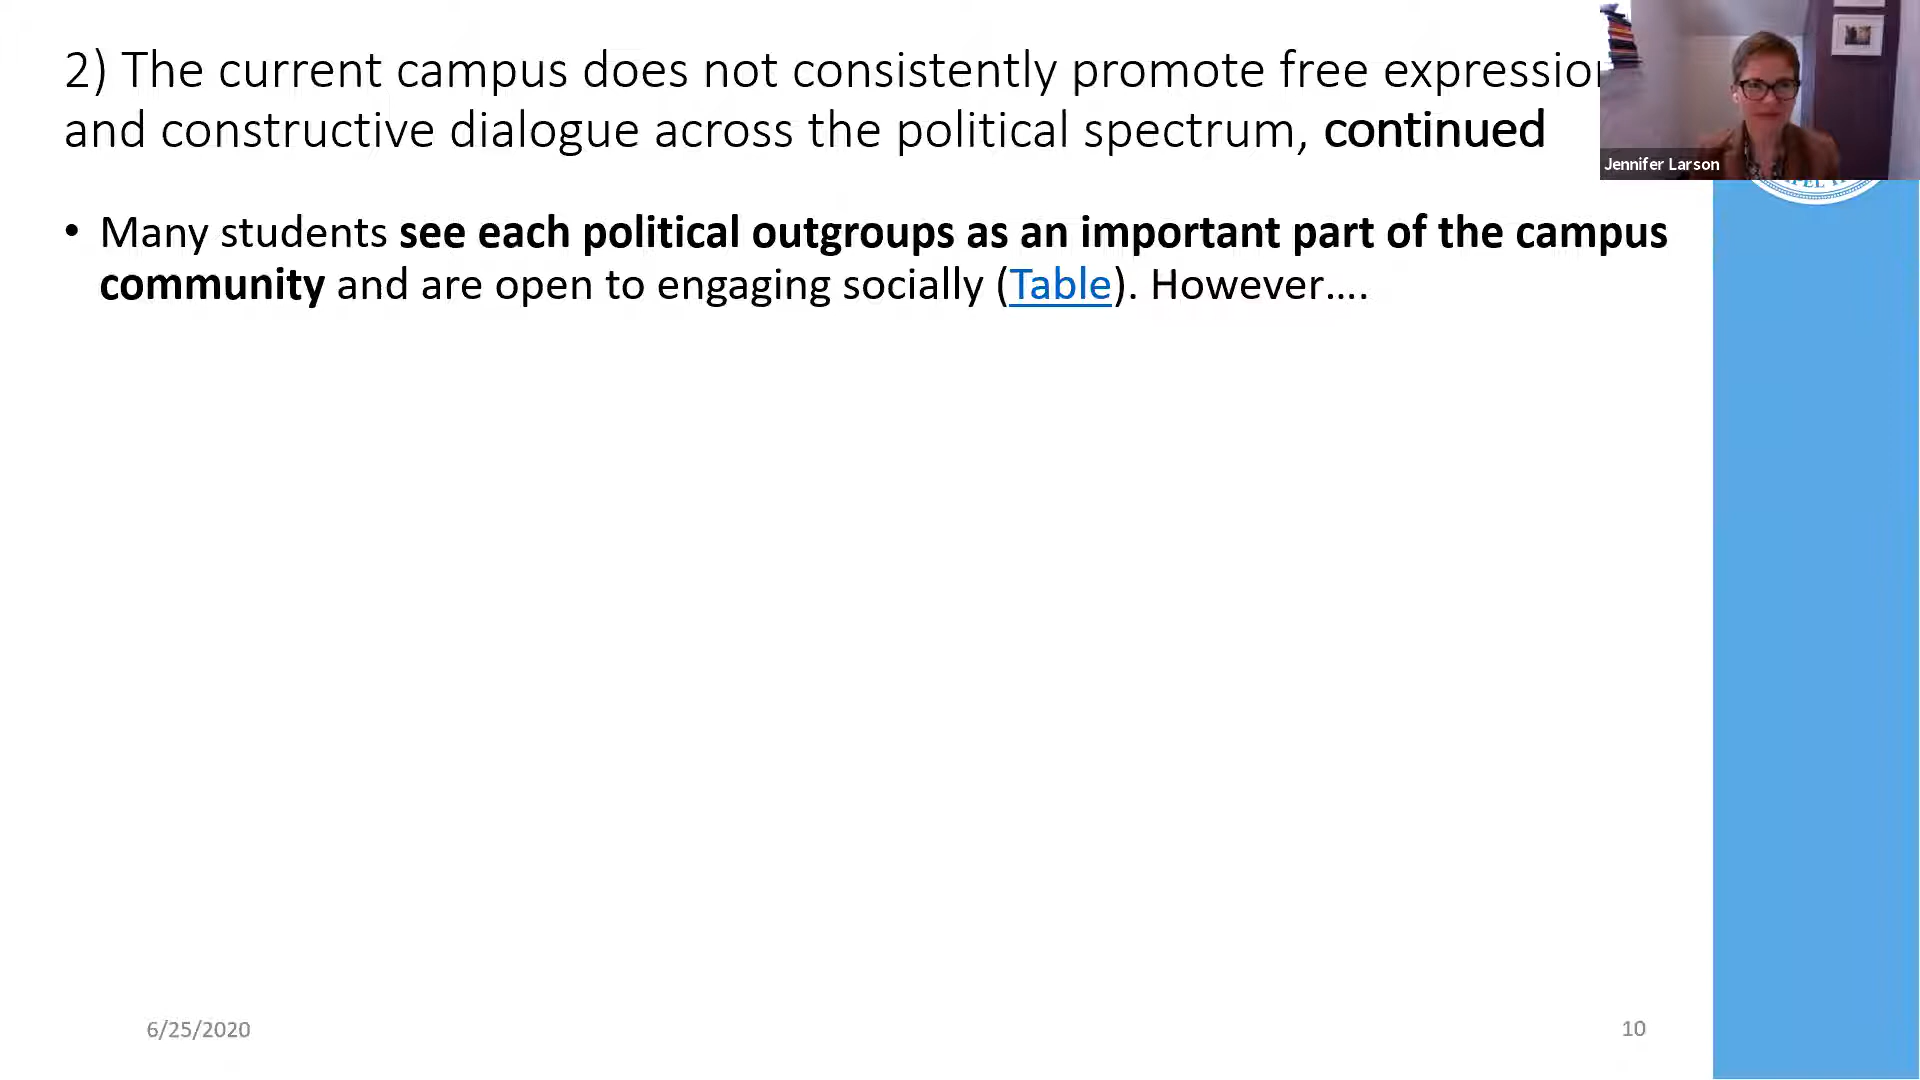 2) The current campus does not consistently promote free expression
and constructive dialogue across the political spectrum, continued
Jennifer Larson
• Many students see each political outgroups as an important part of the campus
community and are open to engaging socially (Table). However....
6/25/2020
10